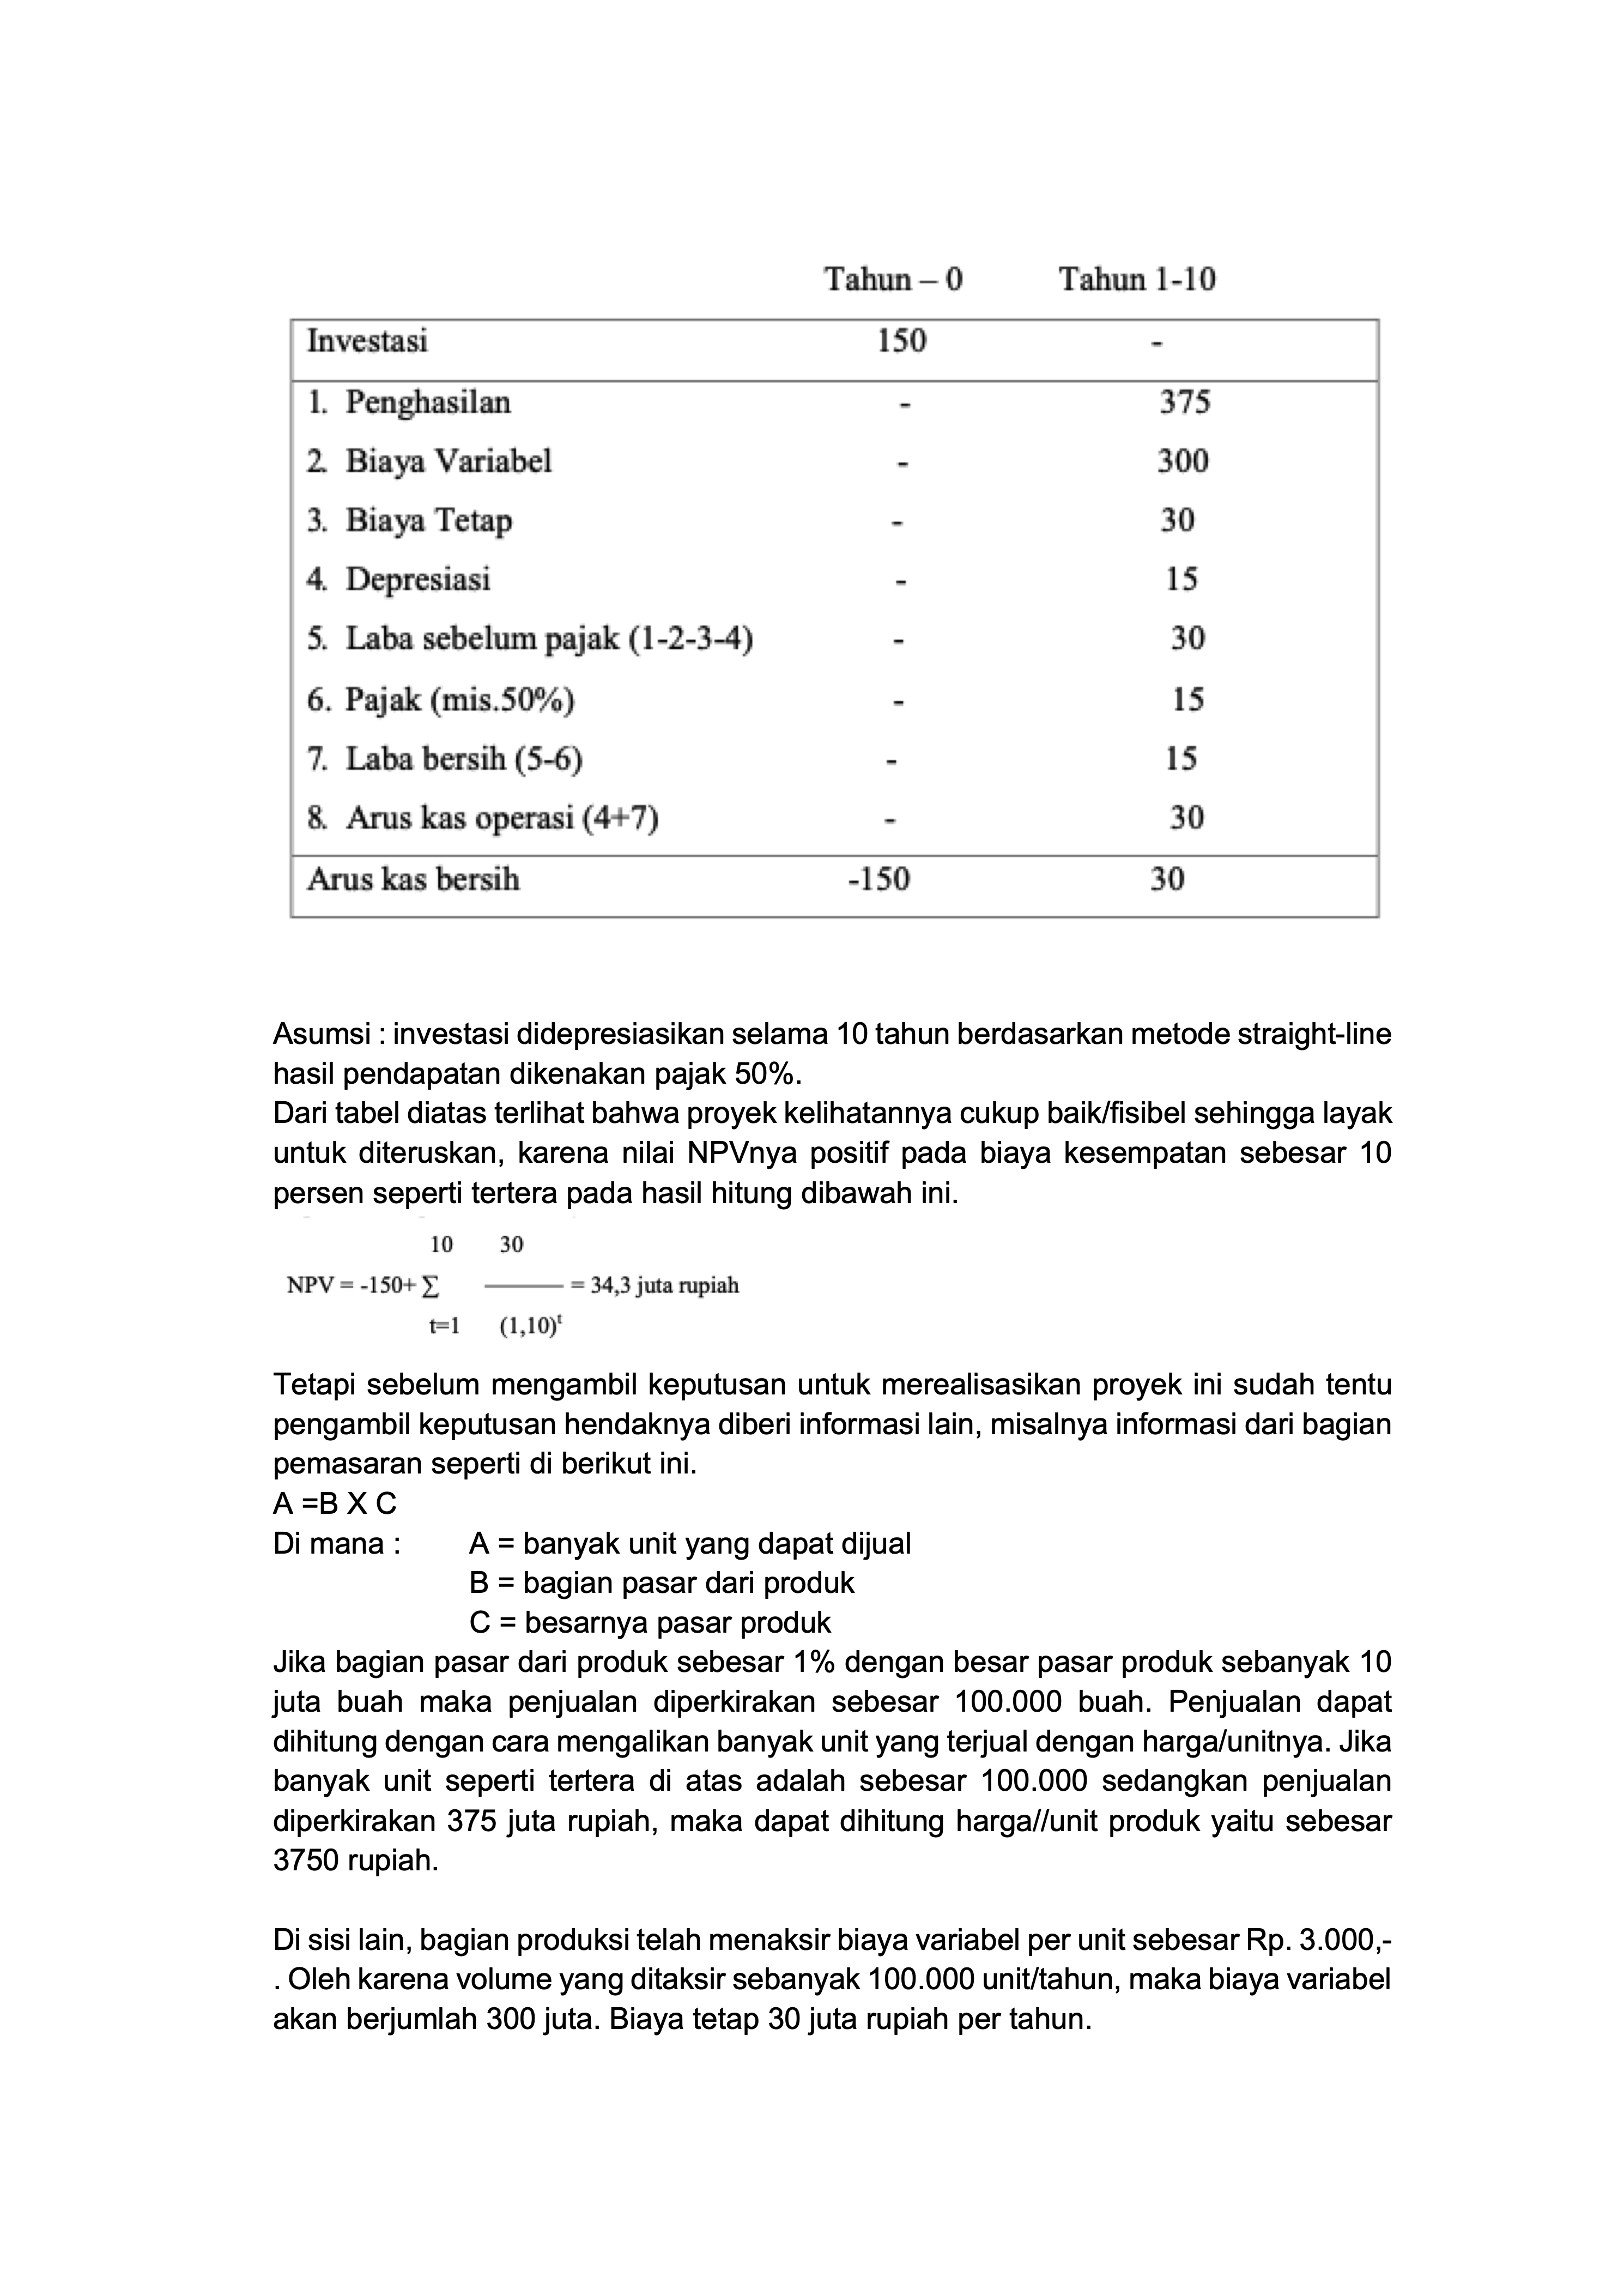 Tahun – 0 Tahun 1-10
Investasi 150 -
1. Penghasilan - 375
2. Biaya Variabel - 300
3. Biaya Tetap - 30
4. Depresiasi - 15
5. Laba sebelum pajak (1-2-3-4) - 30
6. Pajak (mis.50%) - 15
7. Laba bersih (5-6) - 15
8. Arus kas operasi (4+7) - 30
Arus kas bersih -150 30
Asumsi : investasi didepresiasikan selama 10 tahun berdasarkan metode straight-line
hasil pendapatan dikenakan pajak 50%.
Dari tabel diatas terlihat bahwa proyek kelihatannya cukup baik/fisibel sehingga layak
untuk diteruskan, karena nilai NPVnya positif pada biaya kesempatan sebesar 10
persen seperti tertera pada hasil hitung dibawah ini.
10 30
NPV = -150+ ∑ ——— = 34,3 juta rupiah
t=1 (1,10)ᵗ
Tetapi sebelum mengambil keputusan untuk merealisasikan proyek ini sudah tentu
pengambil keputusan hendaknya diberi informasi lain, misalnya informasi dari bagian
pemasaran seperti di berikut ini.
A =B X C
Di mana : A = banyak unit yang dapat dijual
B = bagian pasar dari produk
C = besarnya pasar produk
Jika bagian pasar dari produk sebesar 1% dengan besar pasar produk sebanyak 10
juta buah maka penjualan diperkirakan sebesar 100.000 buah. Penjualan dapat
dihitung dengan cara mengalikan banyak unit yang terjual dengan harga/unitnya. Jika
banyak unit seperti tertera di atas adalah sebesar 100.000 sedangkan penjualan
diperkirakan 375 juta rupiah, maka dapat dihitung harga//unit produk yaitu sebesar
3750 rupiah.
Di sisi lain, bagian produksi telah menaksir biaya variabel per unit sebesar Rp. 3.000,-
. Oleh karena volume yang ditaksir sebanyak 100.000 unit/tahun, maka biaya variabel
akan berjumlah 300 juta. Biaya tetap 30 juta rupiah per tahun.